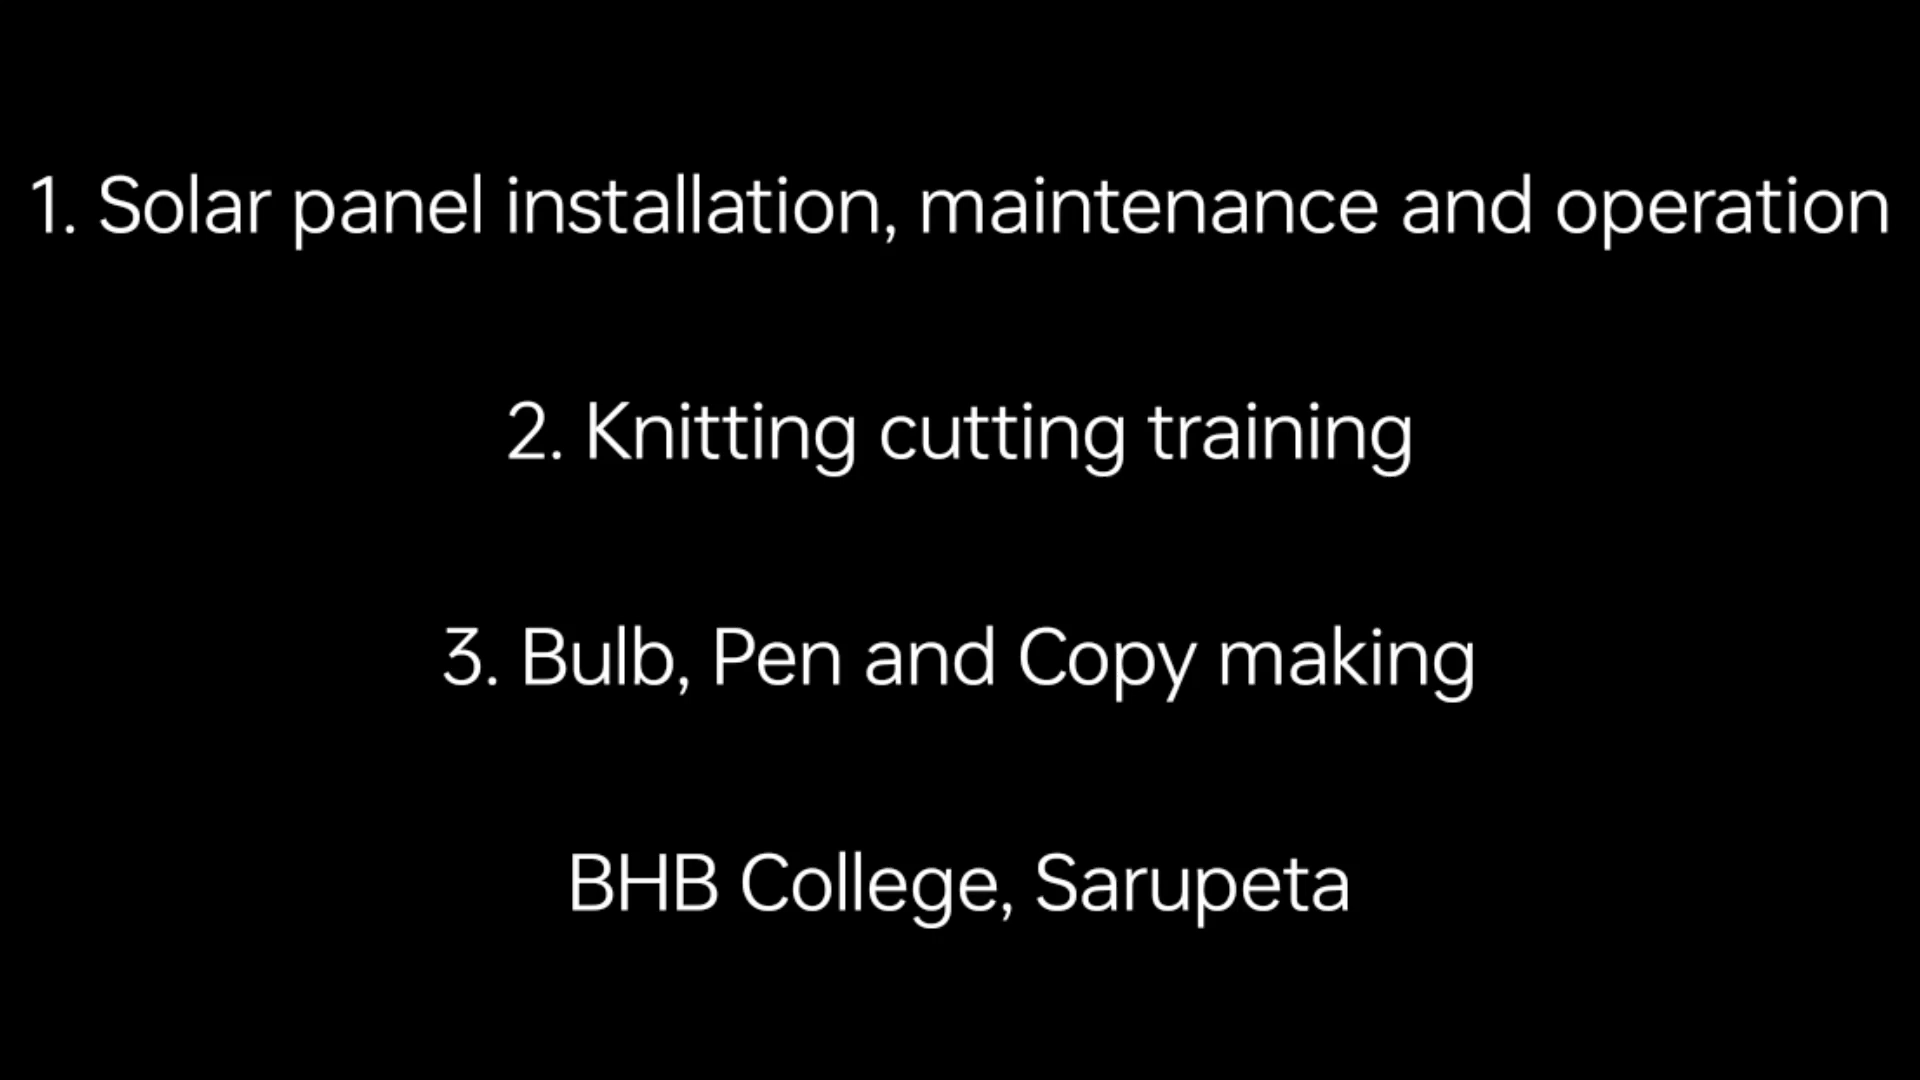 1. Solar panel installation, maintenance and operation
2. Knitting cutting training
3. Bulb, Pen and Copy making
BHB College, Sarupeta